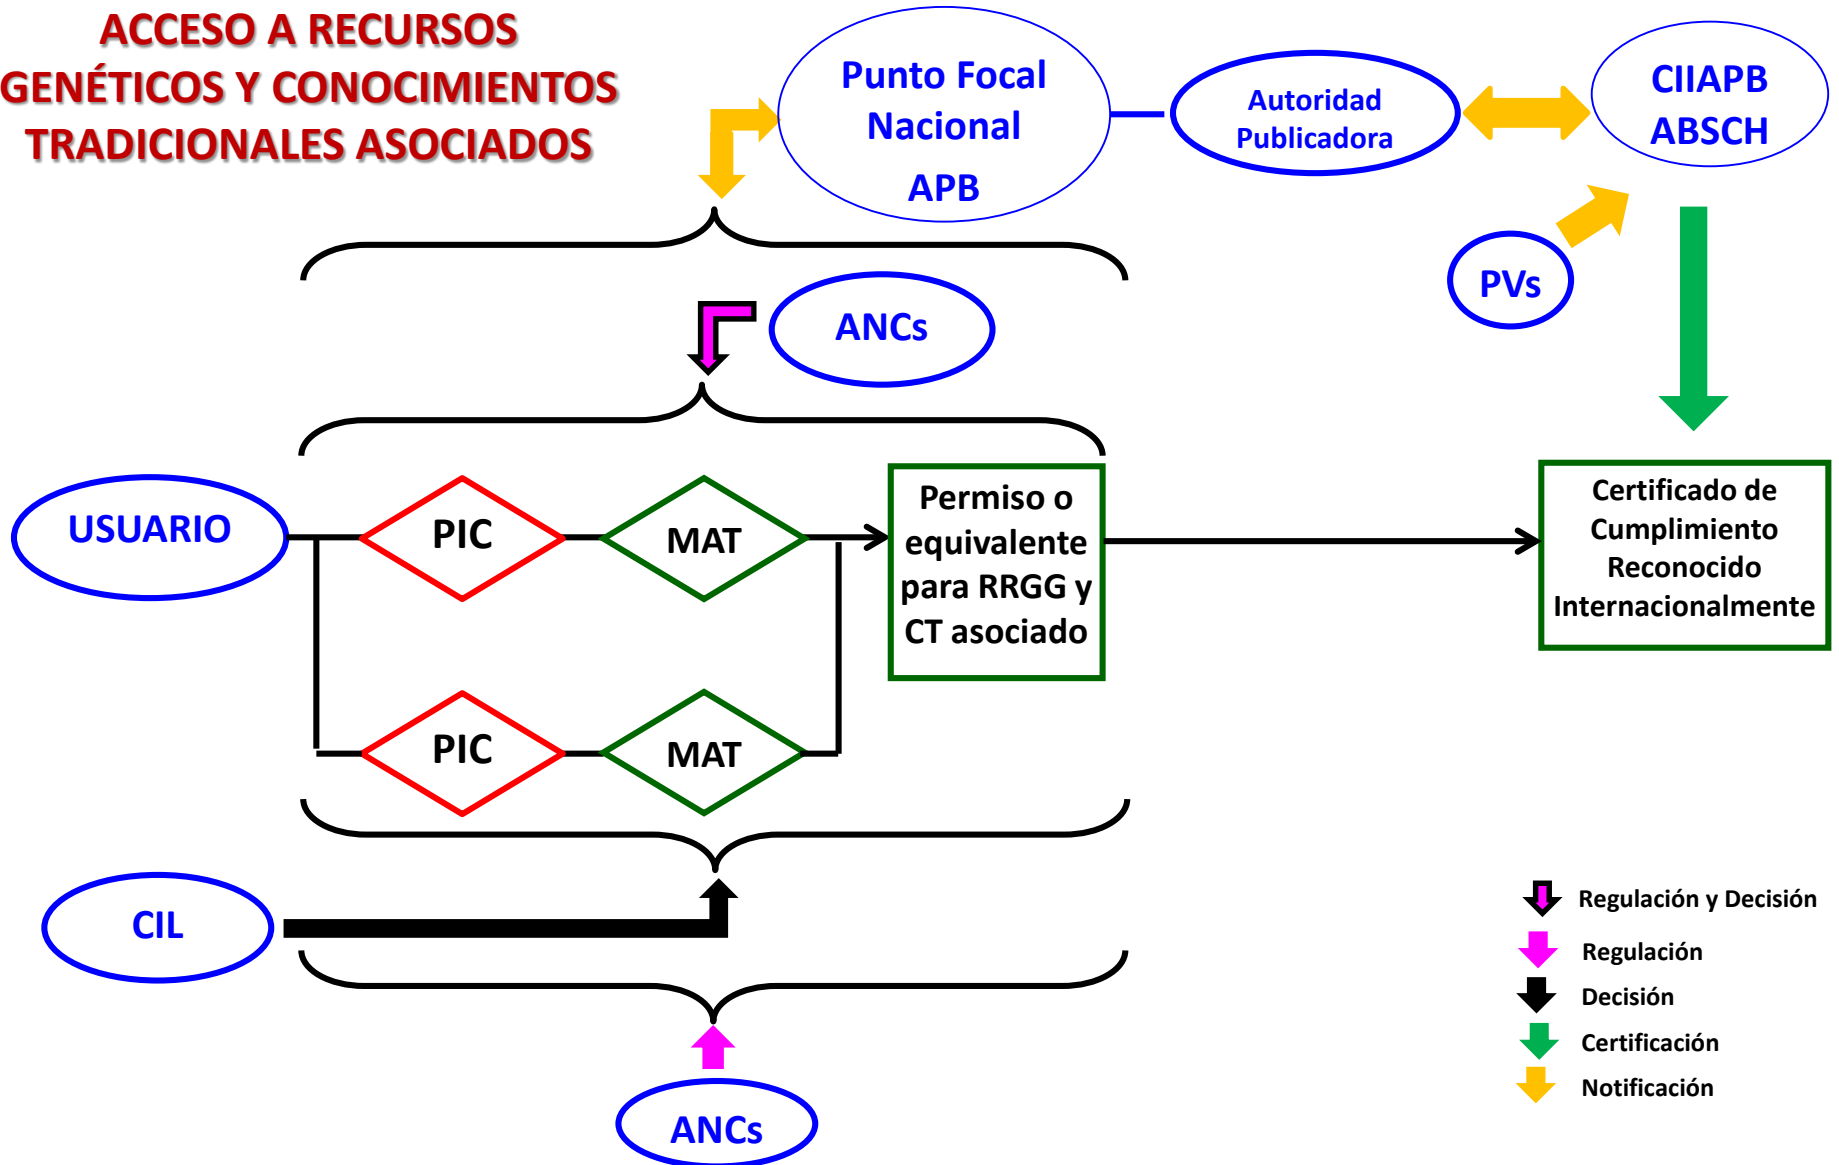 ACCESO A RECURSOS
GENÉTICOS Y CONOCIMIENTOS
TRADICIONALES ASOCIADOS
Punto Focal
Nacional
APB
Autoridad
Publicadora
CIIAPB
ABSCH
PVs
ANCs
USUARIO
PIC
MAT
Permiso o
equivalente
para RRGG y
CT asociado
Certificado de
Cumplimiento
Reconocido
Internacionalmente
PIC
MAT
CIL
ANCs
Regulación y Decisión
Regulación
Decisión
Certificación
Notificación